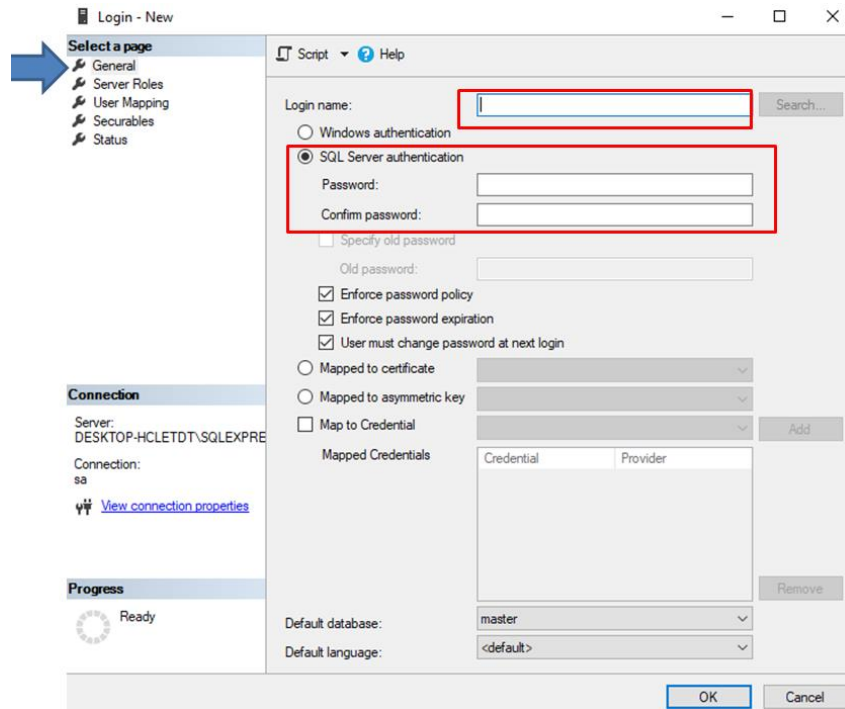 Login - New
Select a page
General
Server Roles
User Mapping
Securables
Status
Script Help
Login name:
Search...
Windows authentication
SQL Server authentication
Password:
Confirm password:
Specify old password
Old password:
Enforce password policy
Enforce password expiration
User must change password at next login
Mapped to certificate
Mapped to asymmetric key
Map to Credential
Add
Mapped Credentials
Credential Provider
Remove
Default database: master
Default language: <default>
Connection
Server:
DESKTOP-HCLETDT\SQLEXPRE
Connection:
sa
View connection properties
Progress
Ready
OK Cancel